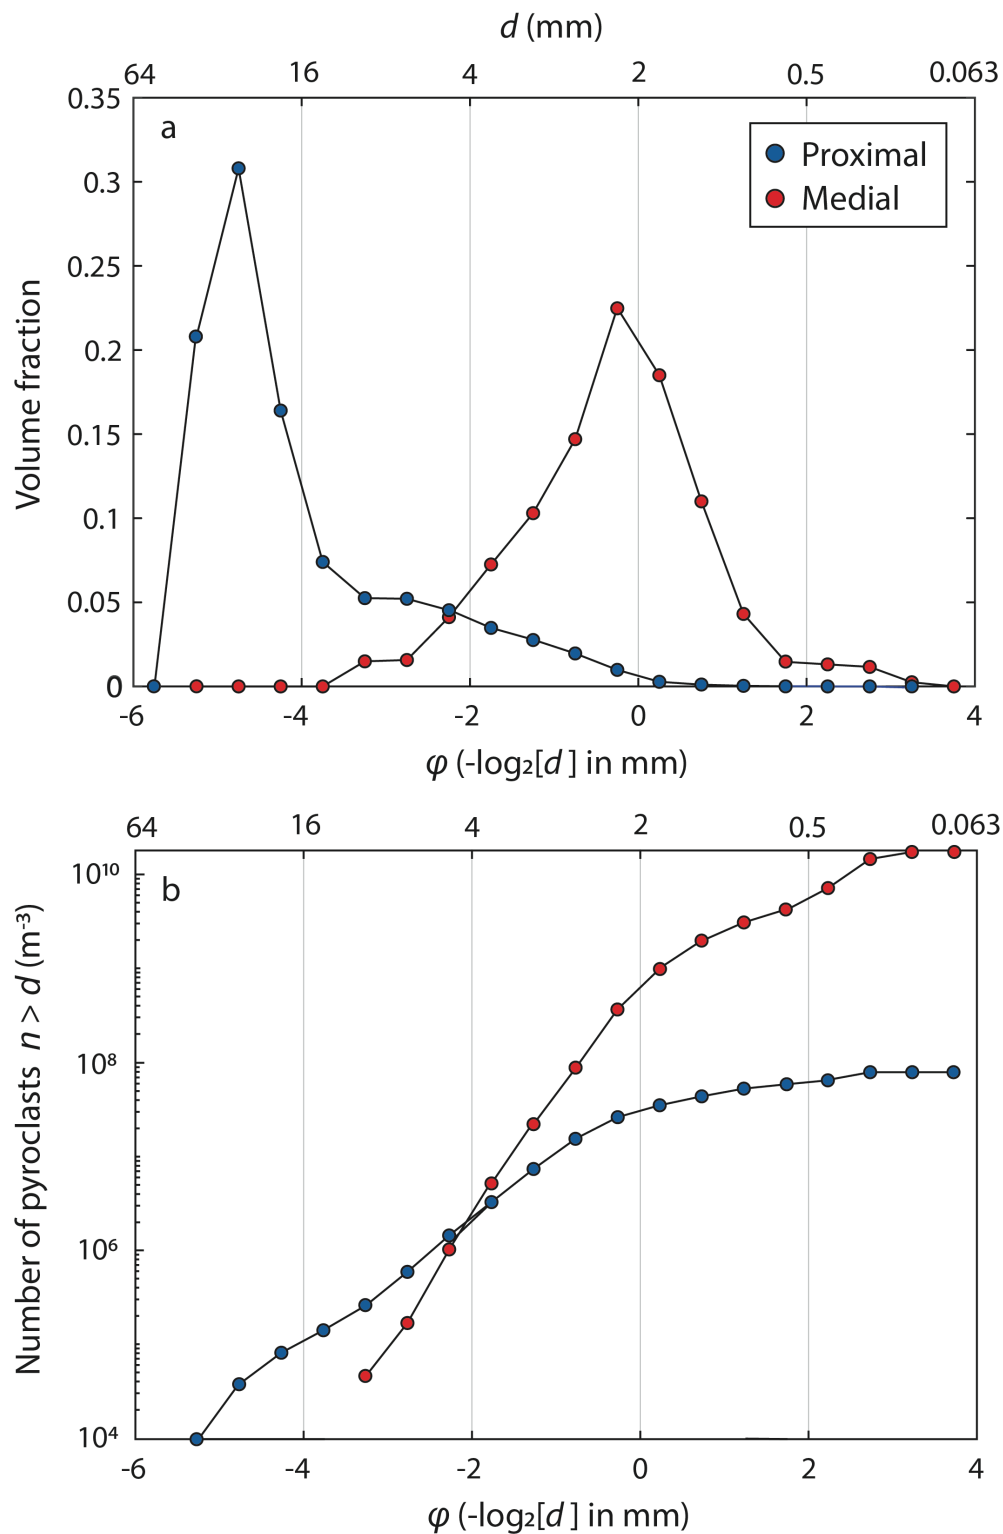 d (mm)
64 16 4 2 0.5 0.063
0.35
a
Proximal
Medial
0.3
0.25
0.2
0.15
0.1
0.05
0
Volume fraction
-6 -4 -2 0 2 4
φ (-log₂[d] in mm)
64 16 4 2 0.5 0.063
b
10¹⁰
10⁸
10⁶
10⁴
Number of pyroclasts n > d (m⁻³)
-6 -4 -2 0 2 4
φ (-log₂[d] in mm)